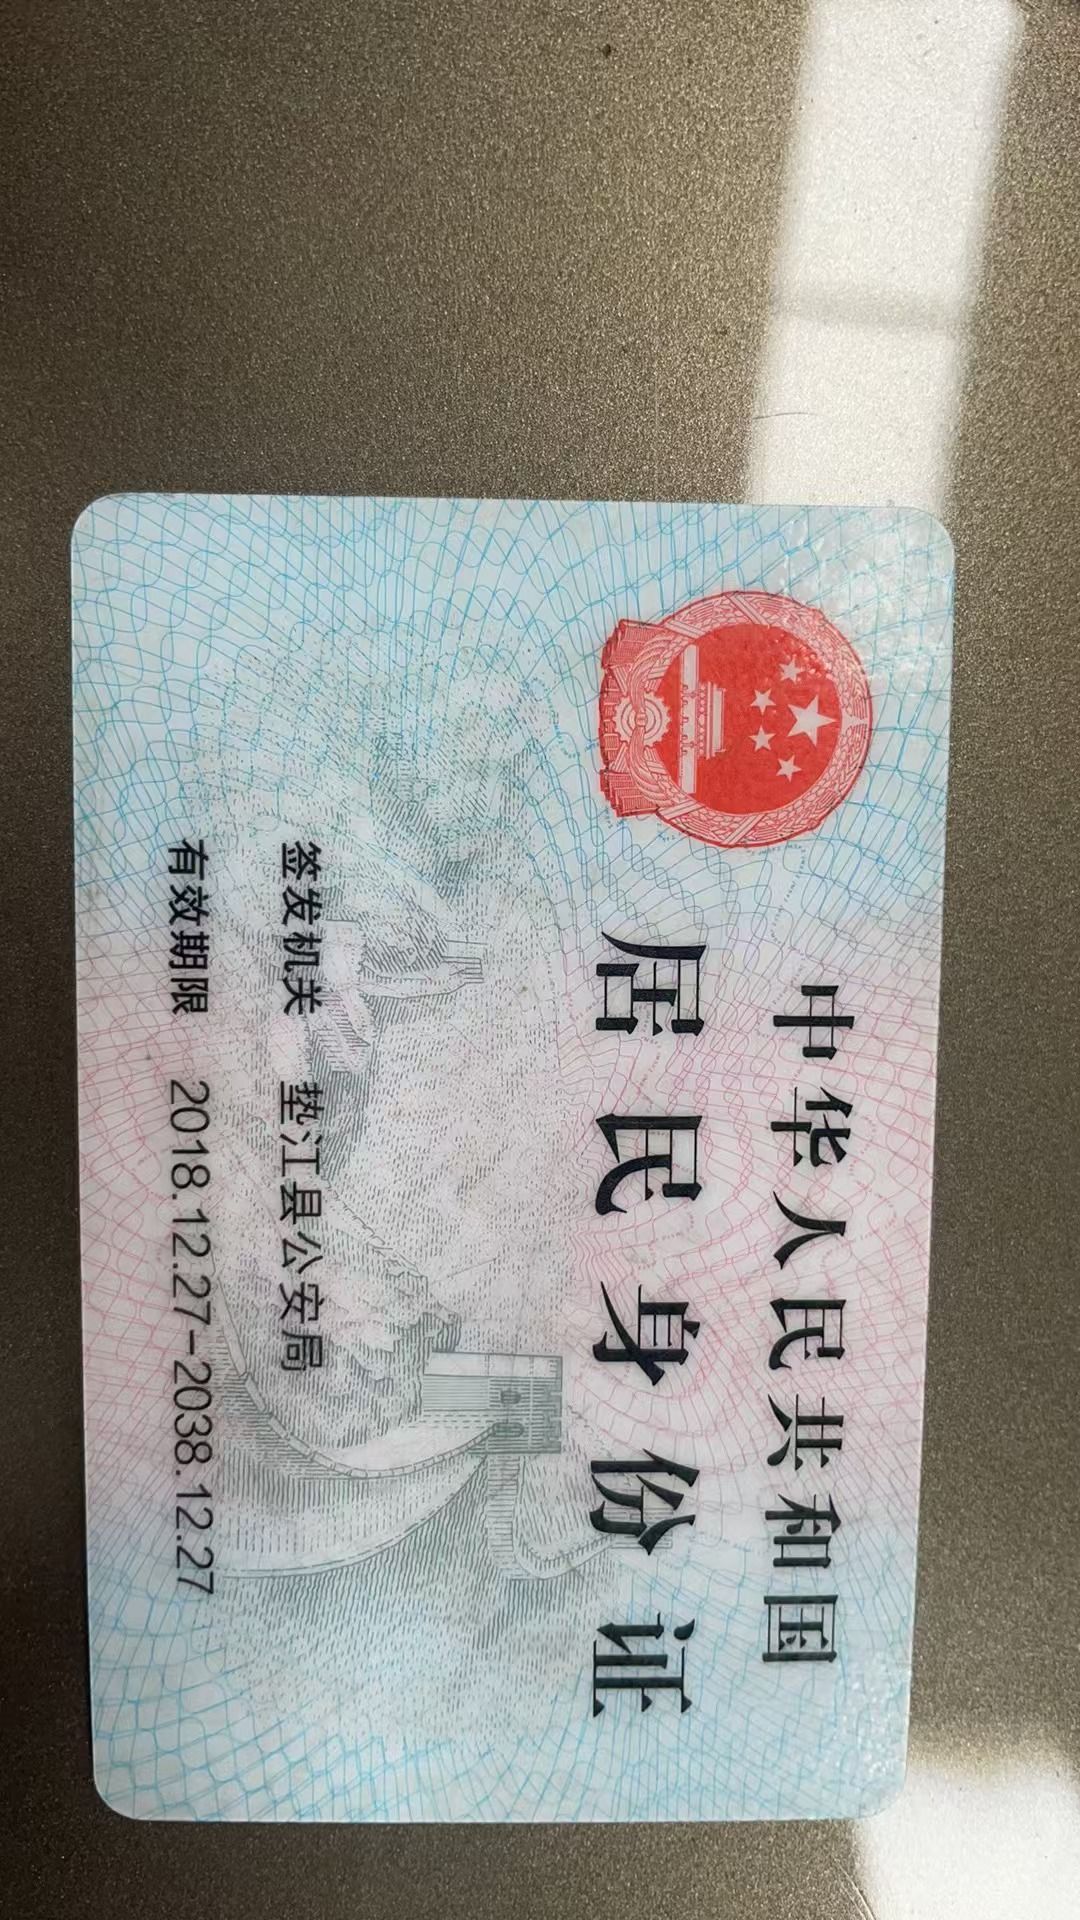 中华人民共和国
居民身份证
签发机关 垫江县公安局
有效期限 2018.12.27-2038.12.27